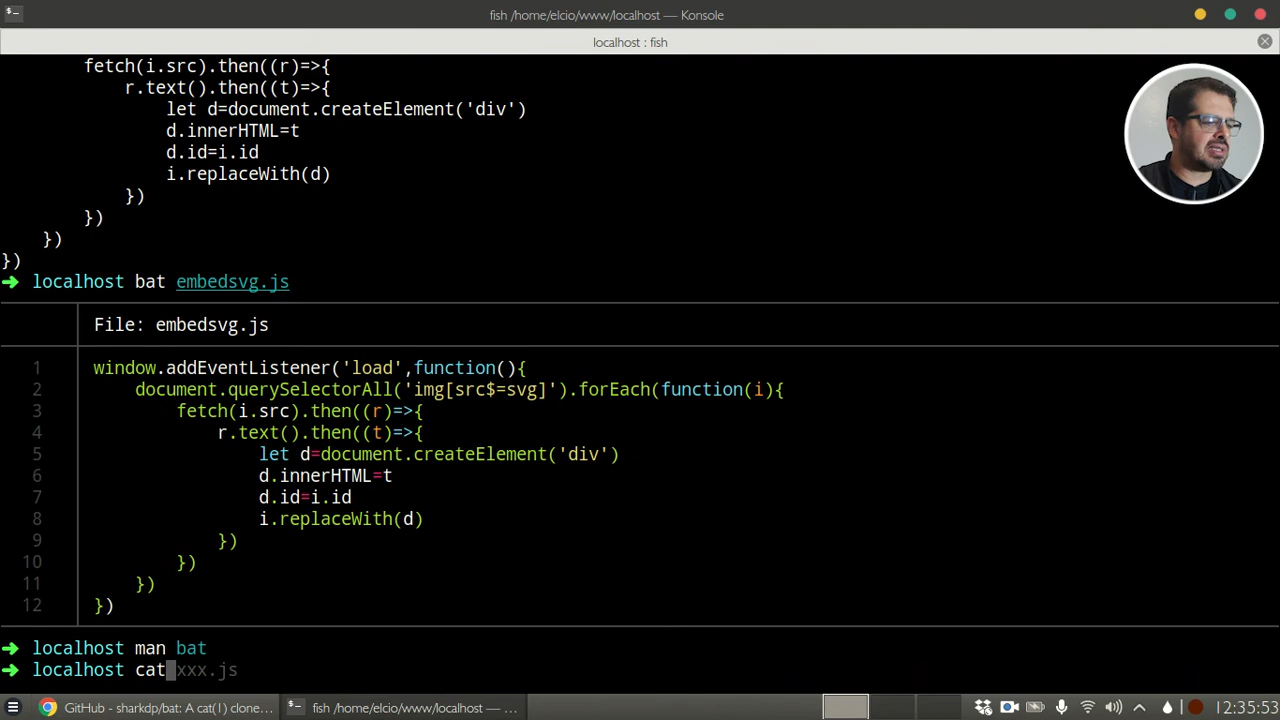 fish /home/elcio/www/localhost — Konsole
localhost : fish
fetch(i.src).then((r)=>{
r.text().then((t)=>{
let d=document.createElement('div')
d.innerHTML=t
d.id=i.id
i.replaceWith(d)
})
})
})
})
➜ localhost bat embedsvg.js
File: embedsvg.js
1 window.addEventListener('load',function(){
2 document.querySelectorAll('img[src$=svg]').forEach(function(i){
3 fetch(i.src).then((r)=>{
4 r.text().then((t)=>{
5 let d=document.createElement('div')
6 d.innerHTML=t
7 d.id=i.id
8 i.replaceWith(d)
9 })
10 })
11 })
12 })
➜ localhost man bat
➜ localhost cat xxx.js
GitHub - sharkdp/bat: A cat(1) clone... fish /home/elcio/www/localhost — ... 12:35:53